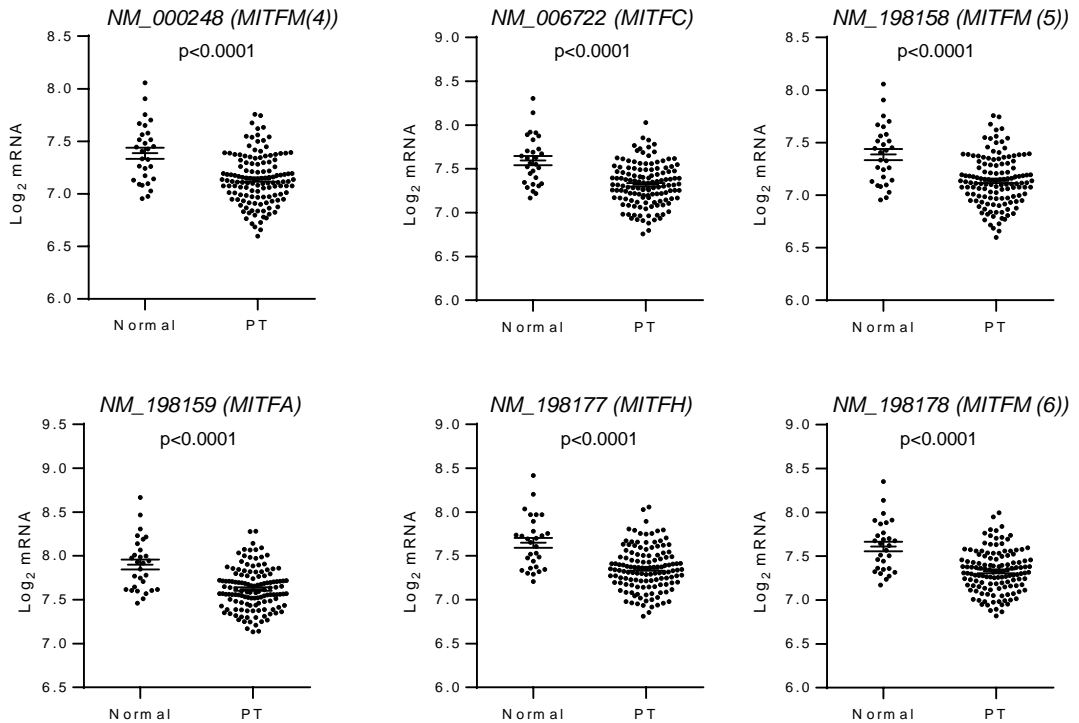 NM_000248 (MITFM(4))
p<0.0001
Log2 mRNA
8.5
8.0
7.5
7.0
6.5
6.0
Normal
PT
NM_006722 (MITFC)
p<0.0001
Log2 mRNA
9.0
8.5
8.0
7.5
7.0
6.5
6.0
Normal
PT
NM_198158 (MITFM (5))
p<0.0001
Log2 mRNA
8.5
8.0
7.5
7.0
6.5
6.0
Normal
PT
NM_198159 (MITFA)
p<0.0001
Log2 mRNA
9.5
9.0
8.5
8.0
7.5
7.0
6.5
Normal
PT
NM_198177 (MITFH)
p<0.0001
Log2 mRNA
9.0
8.5
8.0
7.5
7.0
6.5
6.0
Normal
PT
NM_198178 (MITFM (6))
p<0.0001
Log2 mRNA
9.0
8.5
8.0
7.5
7.0
6.5
6.0
Normal
PT